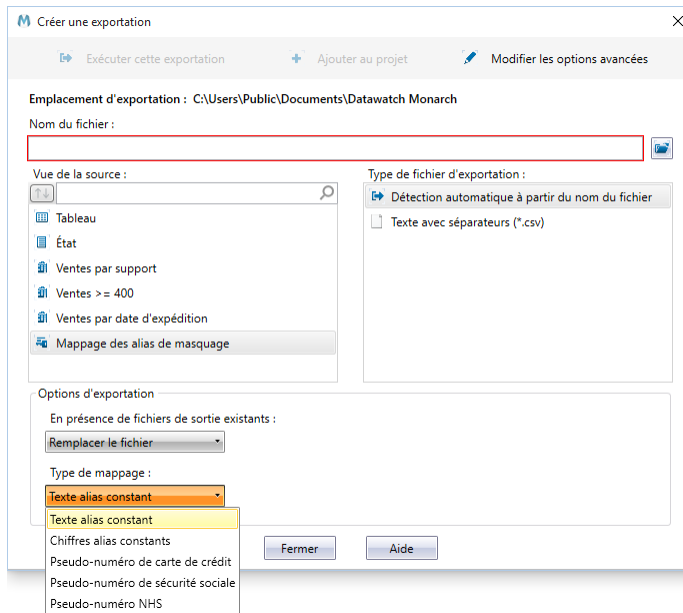 Créer une exportation
Exécuter cette exportation
Ajouter au projet
Modifier les options avancées
Emplacement d'exportation : C:\Users\Public\Documents\Datawatch Monarch
Nom du fichier :
Vue de la source :
Tableau
État
Ventes par support
Ventes >= 400
Ventes par date d'expédition
Mappage des alias de masquage
Type de fichier d'exportation :
Détection automatique à partir du nom du fichier
Texte avec séparateurs (*.csv)
Options d'exportation
En présence de fichiers de sortie existants :
Remplacer le fichier
Type de mappage :
Texte alias constant
Texte alias constant
Chiffres alias constants
Pseudo-numéro de carte de crédit
Pseudo-numéro de sécurité sociale
Pseudo-numéro NHS
Fermer
Aide